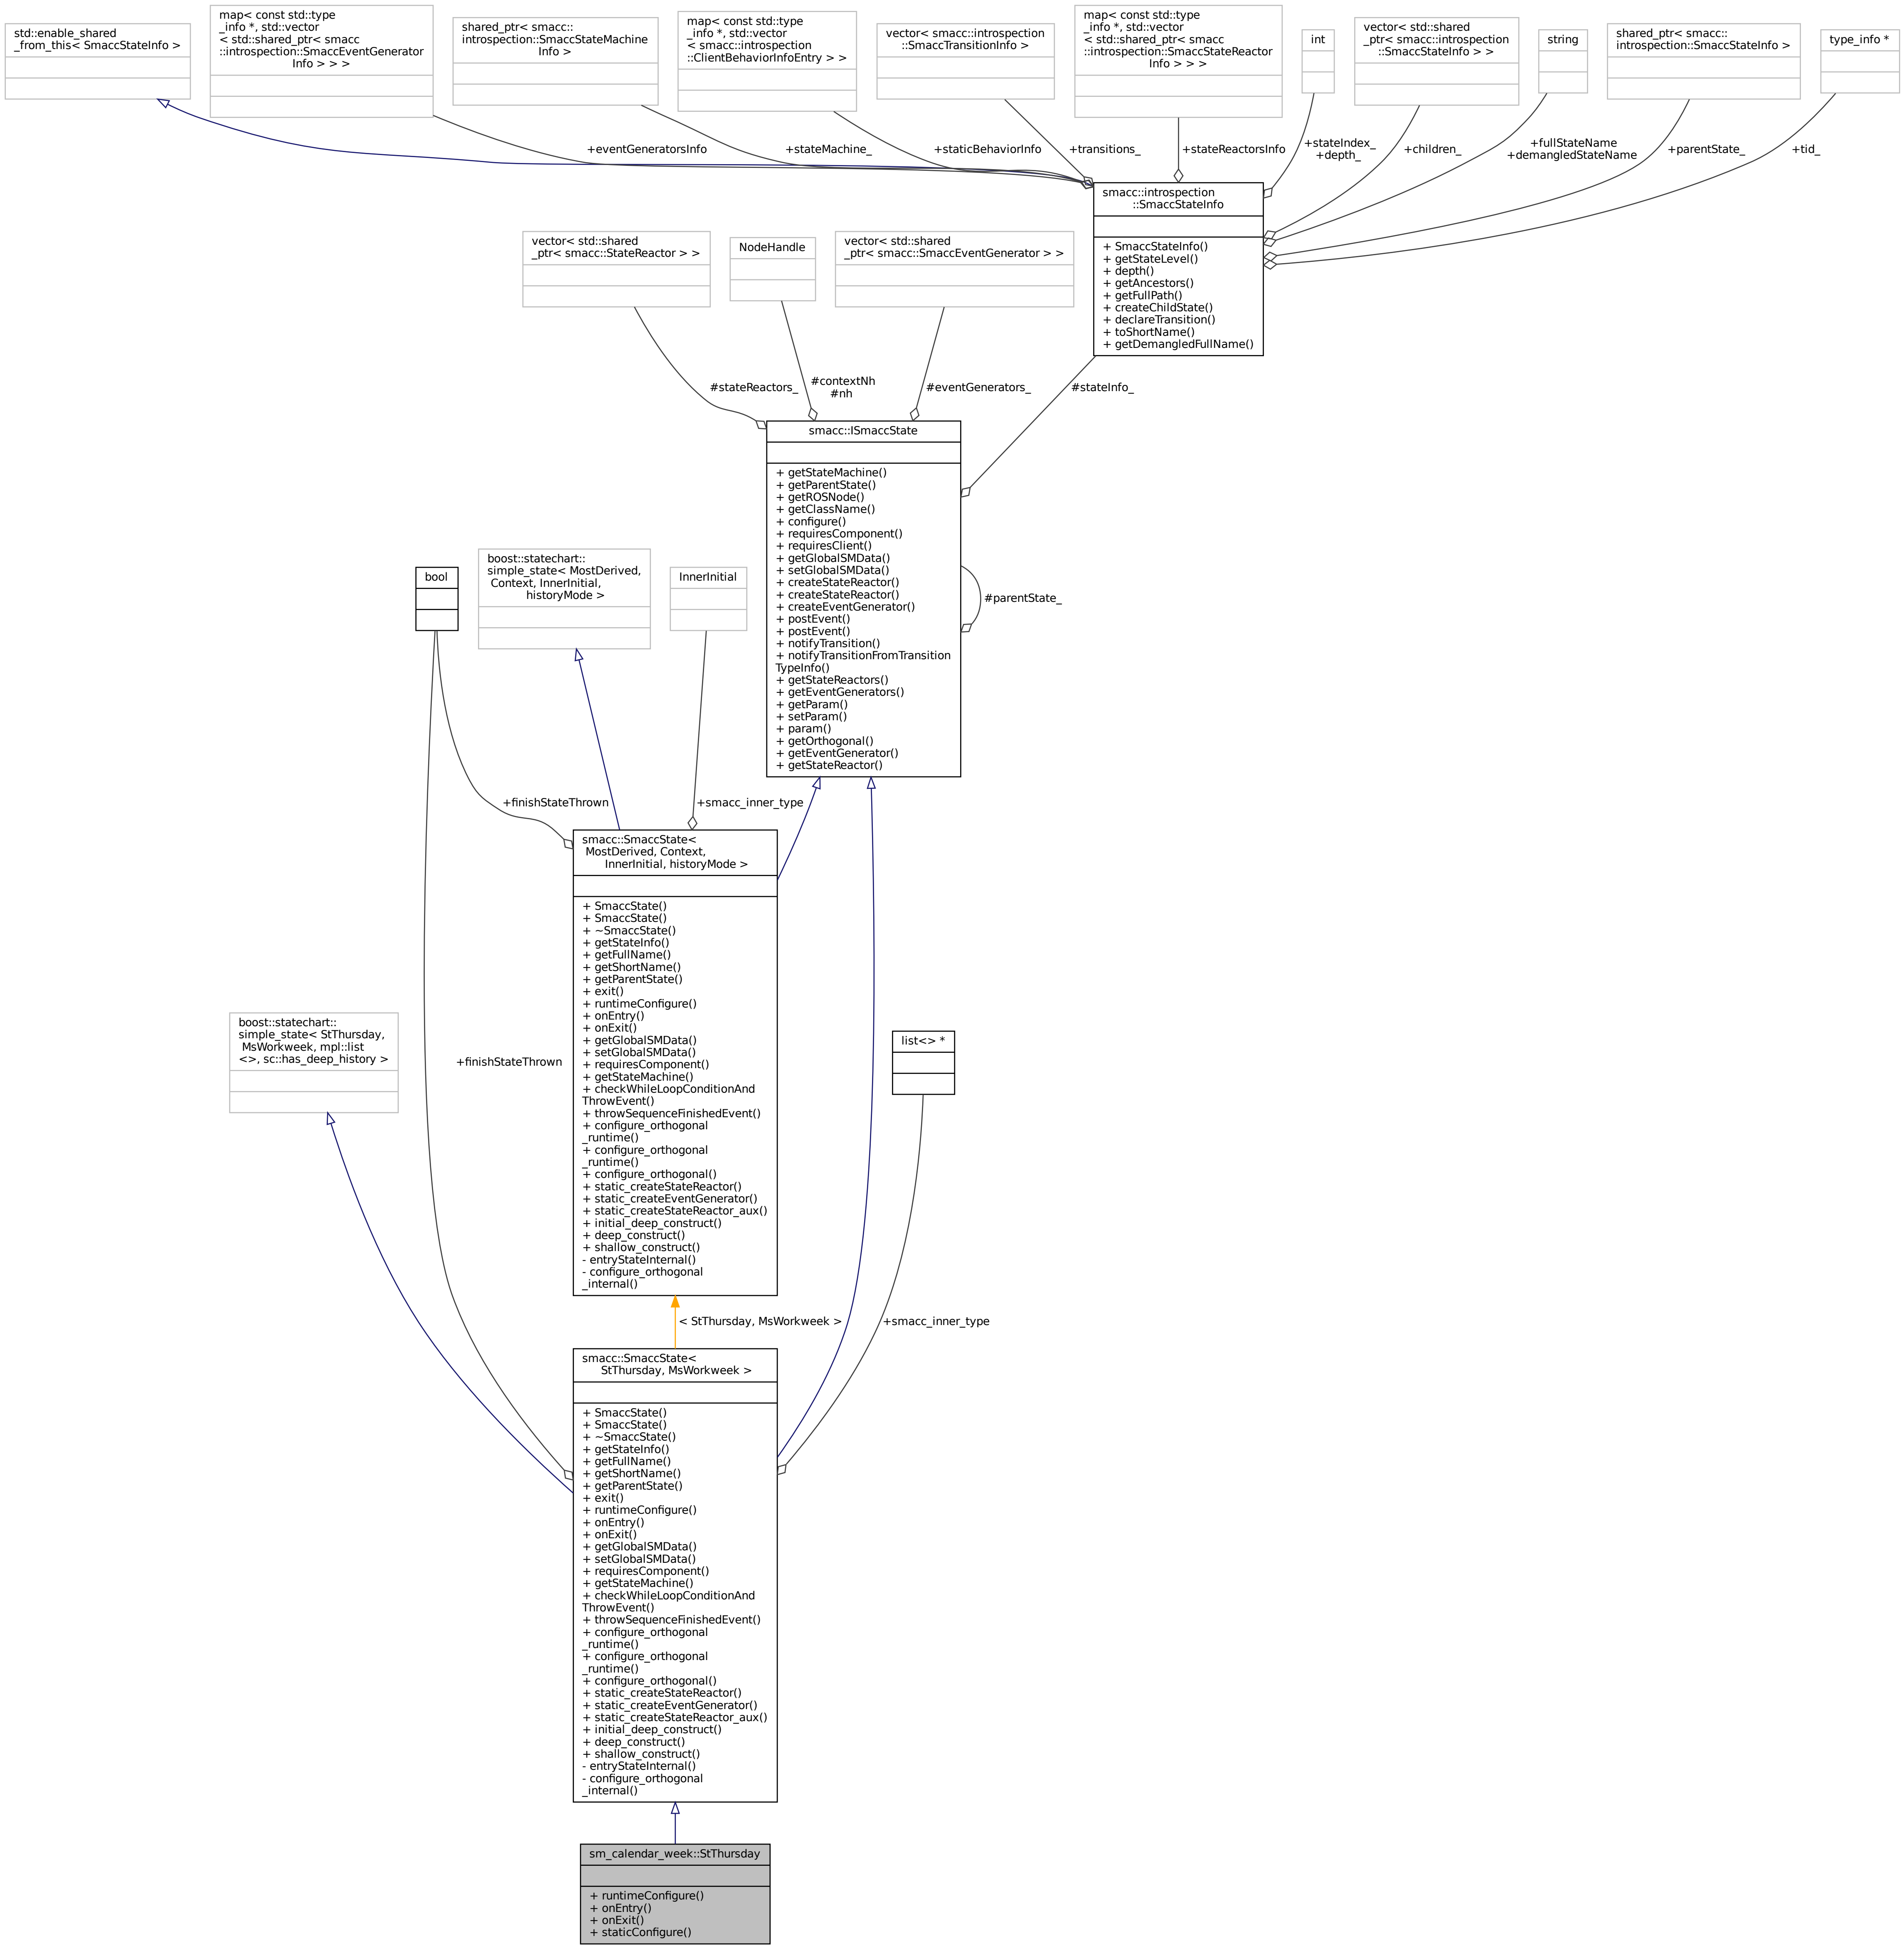 std::enable_shared
_from_this< SmaccStateInfo >
map< const std::type
_info *, std::vector
< std::shared_ptr< smacc
::introspection::SmaccEventGenerator
Info > > >
shared_ptr< smacc::
introspection::SmaccStateMachine
Info >
map< const std::type
_info *, std::vector
< smacc::introspection
::ClientBehaviorInfoEntry > >
vector< smacc::introspection
::SmaccTransitionInfo >
map< const std::type
_info *, std::vector
< std::shared_ptr< smacc
::introspection::SmaccStateReactor
Info > > >
int
vector< std::shared
_ptr< smacc::introspection
::SmaccStateInfo > >
string
shared_ptr< smacc::
introspection::SmaccStateInfo >
type_info *
+eventGeneratorsInfo
+stateMachine_
+staticBehaviorInfo
+transitions_
+stateReactorsInfo
+stateIndex_
+depth_
+children_
+fullStateName
+demangledStateName
+parentState_
+tid_
smacc::introspection
::SmaccStateInfo
+ SmaccStateInfo()
+ getStateLevel()
+ depth()
+ getAncestors()
+ getFullPath()
+ createChildState()
+ declareTransition()
+ toShortName()
+ getDemangledFullName()
vector< std::shared
_ptr< smacc::StateReactor > >
NodeHandle
vector< std::shared
_ptr< smacc::SmaccEventGenerator > >
#stateReactors_
#contextNh
#nh
#eventGenerators_
#stateInfo_
smacc::ISmaccState
+ getStateMachine()
+ getParentState()
+ getROSNode()
+ getClassName()
+ configure()
+ requiresComponent()
+ requiresClient()
+ getGlobalSMData()
+ setGlobalSMData()
+ createStateReactor()
+ createStateReactor()
+ createEventGenerator()
+ postEvent()
+ postEvent()
+ notifyTransition()
+ notifyTransitionFromTransition
TypeInfo()
+ getStateReactors()
+ getEventGenerators()
+ getParam()
+ setParam()
+ param()
+ getOrthogonal()
+ getEventGenerator()
+ getStateReactor()
#parentState_
bool
boost::statechart::
simple_state< MostDerived,
Context, InnerInitial,
historyMode >
InnerInitial
+finishStateThrown
+smacc_inner_type
smacc::SmaccState<
MostDerived, Context,
InnerInitial, historyMode >
+ SmaccState()
+ SmaccState()
+ ~SmaccState()
+ getStateInfo()
+ getFullName()
+ getShortName()
+ getParentState()
+ exit()
+ runtimeConfigure()
+ onEntry()
+ onExit()
+ getGlobalSMData()
+ setGlobalSMData()
+ requiresComponent()
+ getStateMachine()
+ checkWhileLoopConditionAnd
ThrowEvent()
+ throwSequenceFinishedEvent()
+ configure_orthogonal
_runtime()
+ configure_orthogonal
_runtime()
+ configure_orthogonal()
+ static_createStateReactor()
+ static_createEventGenerator()
+ static_createStateReactor_aux()
+ initial_deep_construct()
+ deep_construct()
+ shallow_construct()
- entryStateInternal()
- configure_orthogonal
_internal()
boost::statechart::
simple_state< StThursday,
MsWorkweek, mpl::list
<>, sc::has_deep_history >
+finishStateThrown
list<> *
< StThursday, MsWorkweek >
+smacc_inner_type
smacc::SmaccState<
StThursday, MsWorkweek >
+ SmaccState()
+ SmaccState()
+ ~SmaccState()
+ getStateInfo()
+ getFullName()
+ getShortName()
+ getParentState()
+ exit()
+ runtimeConfigure()
+ onEntry()
+ onExit()
+ getGlobalSMData()
+ setGlobalSMData()
+ requiresComponent()
+ getStateMachine()
+ checkWhileLoopConditionAnd
ThrowEvent()
+ throwSequenceFinishedEvent()
+ configure_orthogonal
_runtime()
+ configure_orthogonal
_runtime()
+ configure_orthogonal()
+ static_createStateReactor()
+ static_createEventGenerator()
+ static_createStateReactor_aux()
+ initial_deep_construct()
+ deep_construct()
+ shallow_construct()
- entryStateInternal()
- configure_orthogonal
_internal()
sm_calendar_week::StThursday
+ runtimeConfigure()
+ onEntry()
+ onExit()
+ staticConfigure()